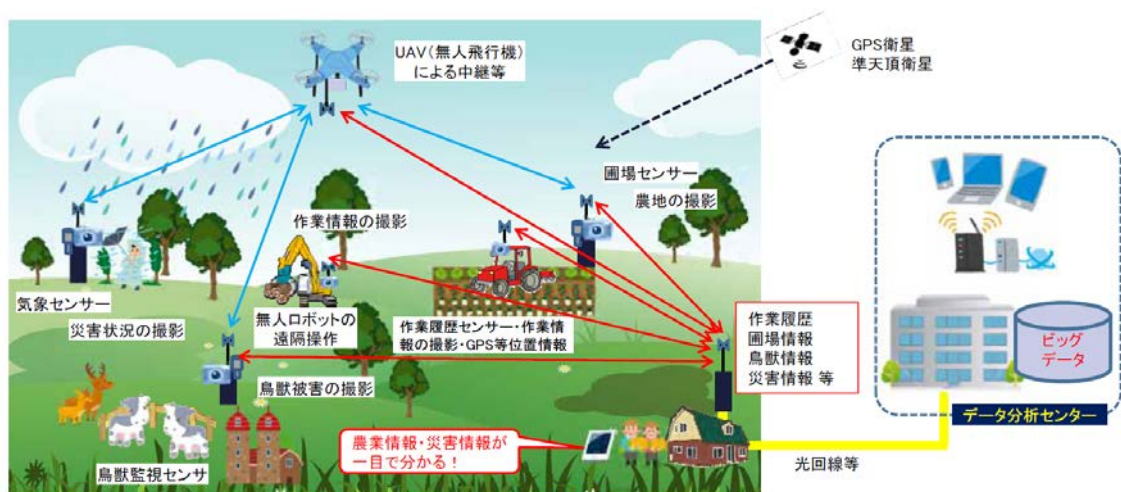 UAV(無人飛行機)
による中継等
GPS衛星
準天頂衛星
圃場センサー
農地の撮影
作業情報の撮影
気象センサー
災害状況の撮影
無人ロボットの
遠隔操作
作業履歴センサー・作業情
報の撮影・GPS等位置情報
作業履歴
圃場情報
鳥獣情報
災害情報 等
ビッグ
データ
鳥獣被害の撮影
データ分析センター
農業情報・災害情報が
一目で分かる!
鳥獣監視センサ
光回線等